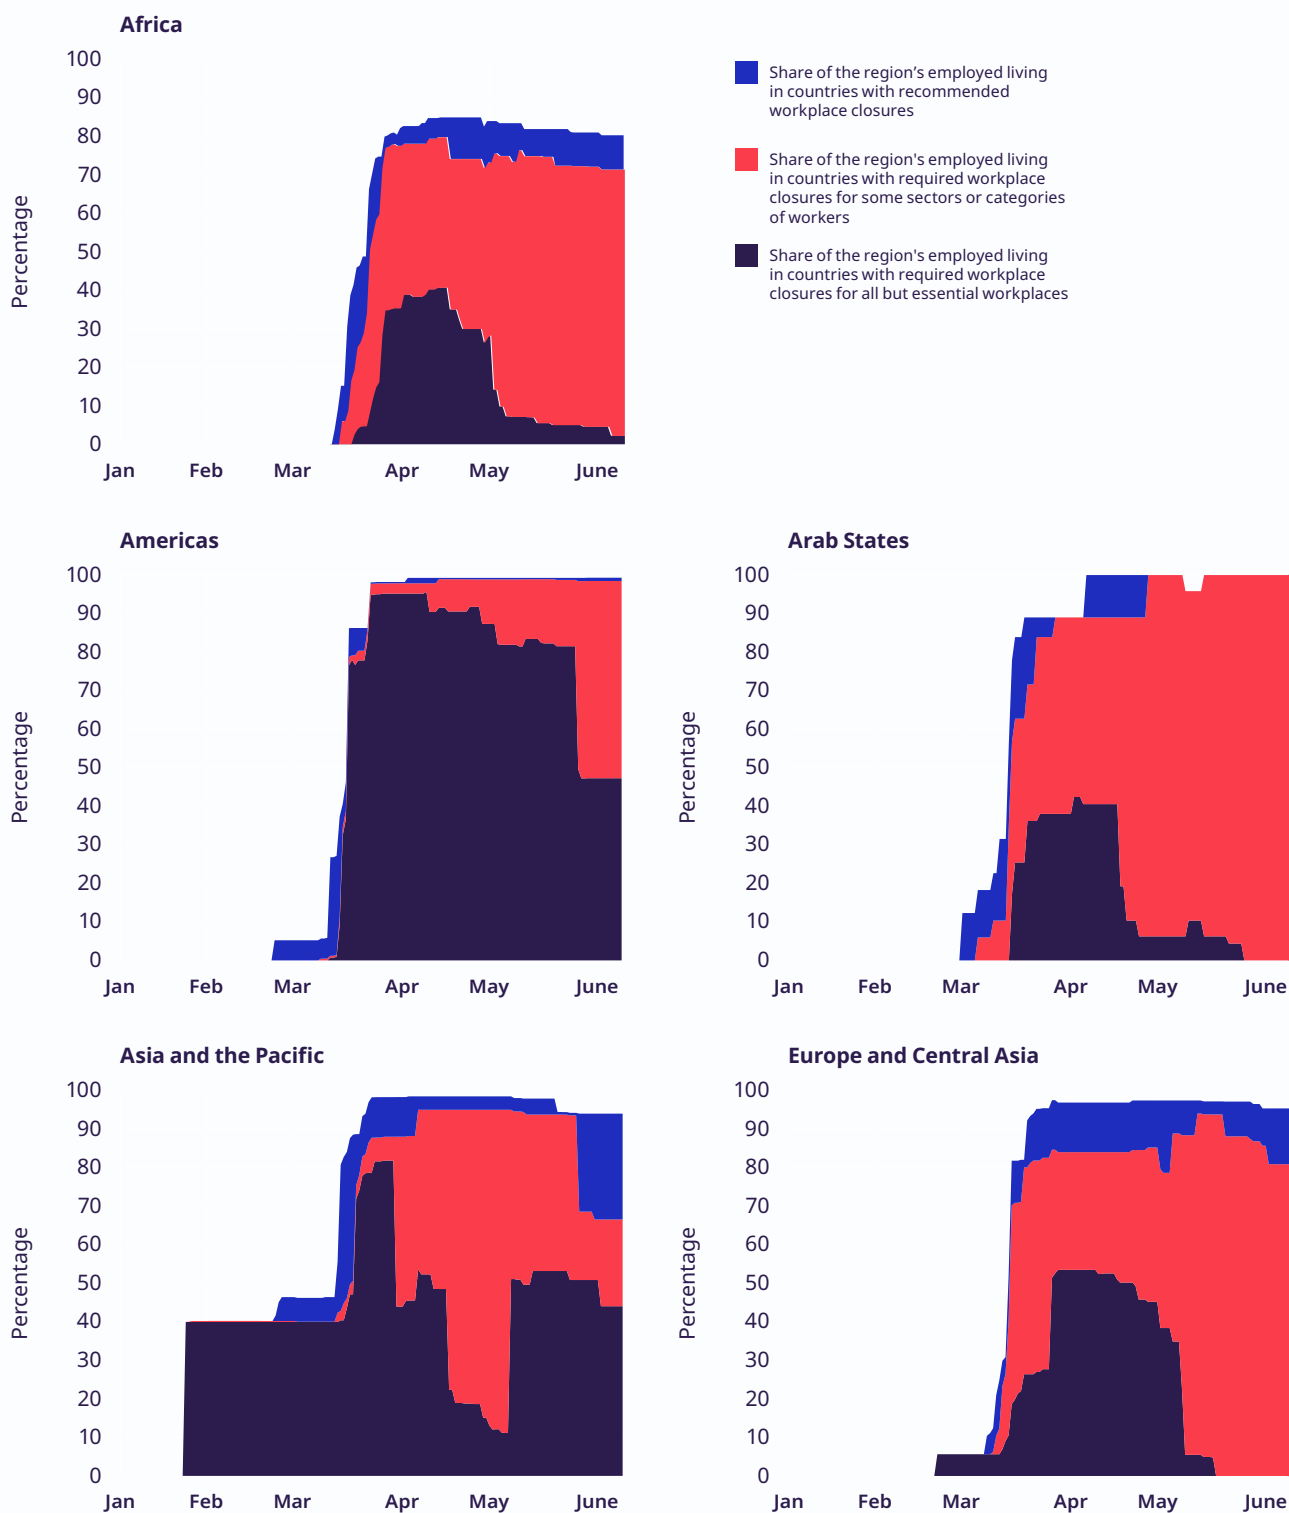 Africa
100
90
80
70
60
50
40
30
20
10
0
Percentage
Jan Feb Mar Apr May June
Share of the region’s employed living
in countries with recommended
workplace closures
Share of the region's employed living
in countries with required workplace
closures for some sectors or categories
of workers
Share of the region's employed living
in countries with required workplace
closures for all but essential workplaces
Americas
100
90
80
70
60
50
40
30
20
10
0
Percentage
Jan Feb Mar Apr May June
Arab States
100
90
80
70
60
50
40
30
20
10
0
Percentage
Jan Feb Mar Apr May June
Asia and the Pacific
100
90
80
70
60
50
40
30
20
10
0
Percentage
Jan Feb Mar Apr May June
Europe and Central Asia
100
90
80
70
60
50
40
30
20
10
0
Percentage
Jan Feb Mar Apr May June